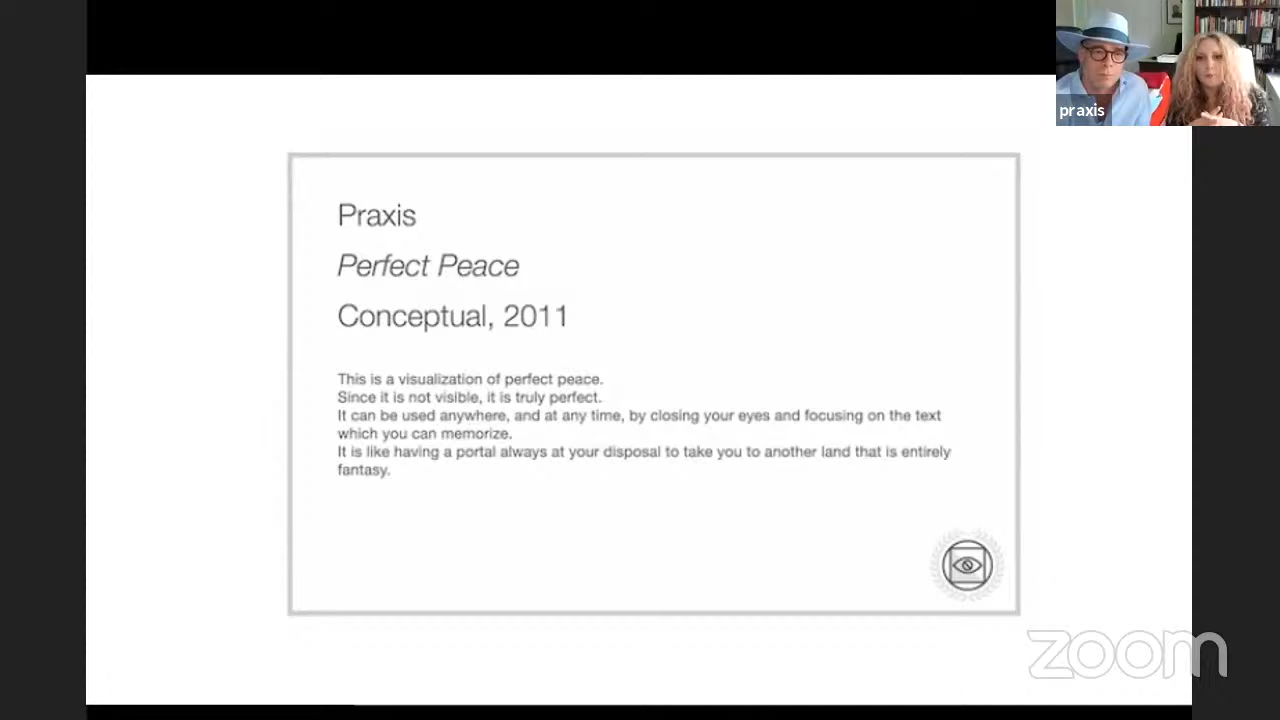 praxis
Praxis
Perfect Peace
Conceptual, 2011
This is a visualization of perfect peace.
Since it is not visible, it is truly perfect.
It can be used anywhere, and at any time, by closing your eyes and focusing on the text
which you can memorize.
It is like having a portal always at your disposal to take you to another land that is entirely
fantasy.
zoom